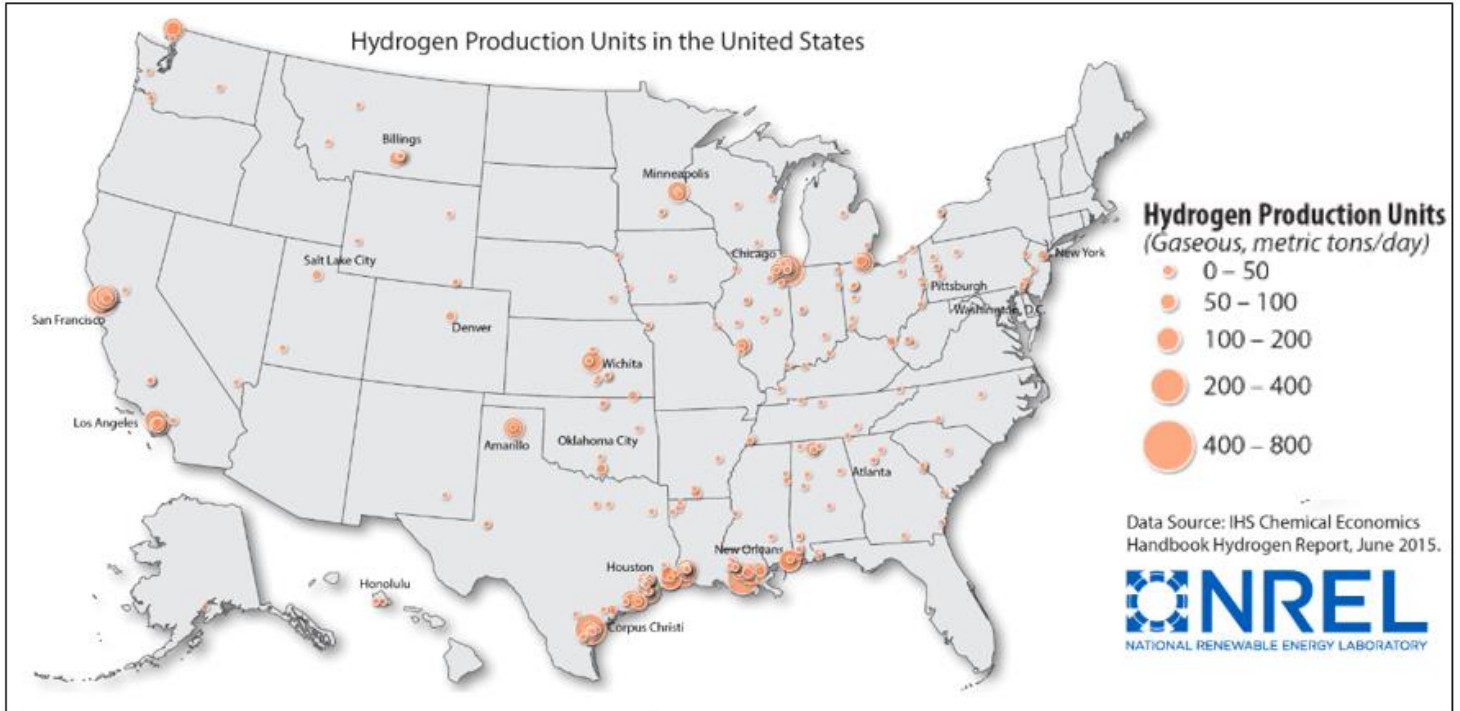 Hydrogen Production Units in the United States
Billings
Minneapolis
Chicago
New York
Salt Lake City
Pittsburgh
Washington, D.C.
San Francisco
Denver
Wichita
Los Angeles
Amarillo
Oklahoma City
Atlanta
New Orleans
Houston
Honolulu
Corpus Christi
Hydrogen Production Units
(Gaseous, metric tons/day)
0 – 50
50 – 100
100 – 200
200 – 400
400 – 800
Data Source: IHS Chemical Economics
Handbook Hydrogen Report, June 2015.
NREL
NATIONAL RENEWABLE ENERGY LABORATORY